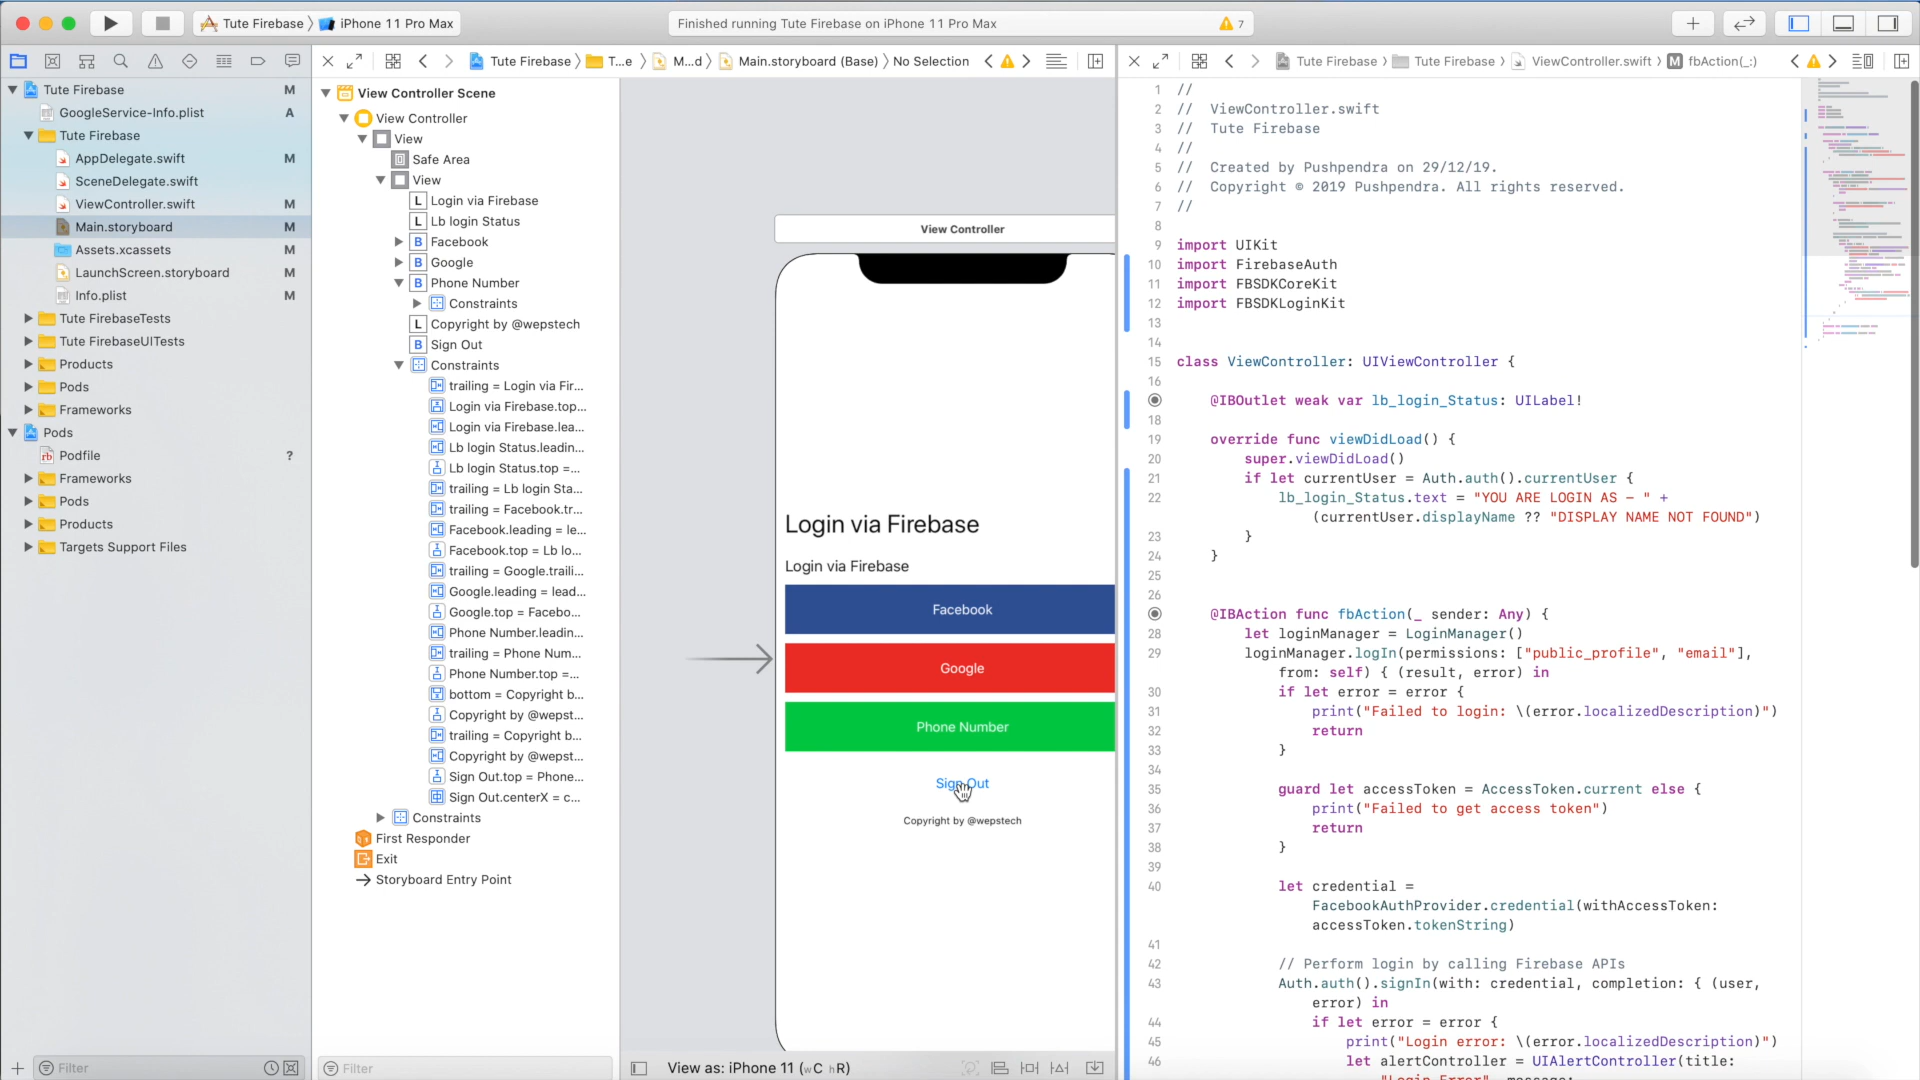 Tute Firebase
iPhone 11 Pro Max
Finished running Tute Firebase on iPhone 11 Pro Max
7
Tute Firebase
T...e
M...d
Main.storyboard (Base)
No Selection
Tute Firebase
Tute Firebase
ViewController.swift
M
fbAction(_:)
Tute Firebase M
GoogleService-Info.plist A
Tute Firebase
AppDelegate.swift M
SceneDelegate.swift
ViewController.swift M
Main.storyboard M
Assets.xcassets M
LaunchScreen.storyboard M
Info.plist M
Tute FirebaseTests
Tute FirebaseUITests
Products
Pods
Frameworks
Pods
Podfile ?
Frameworks
Pods
Products
Targets Support Files
Filter
View Controller Scene
View Controller
View
Safe Area
View
L Login via Firebase
L Lb login Status
B Facebook
B Google
B Phone Number
Constraints
L Copyright by @wepstech
B Sign Out
Constraints
trailing = Login via Fir...
Login via Firebase.top...
Login via Firebase.lea...
Lb login Status.leadin...
Lb login Status.top =...
trailing = Lb login Sta...
trailing = Facebook.tr...
Facebook.leading = le...
Facebook.top = Lb lo...
trailing = Google.traili...
Google.leading = lead...
Google.top = Facebo...
Phone Number.leadin...
trailing = Phone Num...
Phone Number.top =...
bottom = Copyright b...
Copyright by @wepst...
trailing = Copyright b...
Copyright by @wepst...
Sign Out.top = Phone...
Sign Out.centerX = c...
Constraints
First Responder
Exit
Storyboard Entry Point
Filter
View Controller
Login via Firebase
Login via Firebase
Facebook
Google
Phone Number
Sign Out
Copyright by @wepstech
View as: iPhone 11 (wC hR)
1 //
2 //  ViewController.swift
3 //  Tute Firebase
4 //
5 //  Created by Pushpendra on 29/12/19.
6 //  Copyright © 2019 Pushpendra. All rights reserved.
7 //
8
9 import UIKit
10 import FirebaseAuth
11 import FBSDKCoreKit
12 import FBSDKLoginKit
13
14
15 class ViewController: UIViewController {
16
@IBOutlet weak var lb_login_Status: UILabel!
18
19 override func viewDidLoad() {
20 super.viewDidLoad()
21 if let currentUser = Auth.auth().currentUser {
22 lb_login_Status.text = "YOU ARE LOGIN AS - " +
(currentUser.displayName ?? "DISPLAY NAME NOT FOUND")
23 }
24 }
25
26
@IBAction func fbAction(_ sender: Any) {
28 let loginManager = LoginManager()
29 loginManager.logIn(permissions: ["public_profile", "email"],
from: self) { (result, error) in
30 if let error = error {
31 print("Failed to login: \(error.localizedDescription)")
32 return
33 }
34
35 guard let accessToken = AccessToken.current else {
36 print("Failed to get access token")
37 return
38 }
39
40 let credential =
FacebookAuthProvider.credential(withAccessToken:
accessToken.tokenString)
41
42 // Perform login by calling Firebase APIs
43 Auth.auth().signIn(with: credential, completion: { (user,
error) in
44 if let error = error {
45 print("Login error: \(error.localizedDescription)")
46 let alertController = UIAlertController(title:
"Login Error", message: